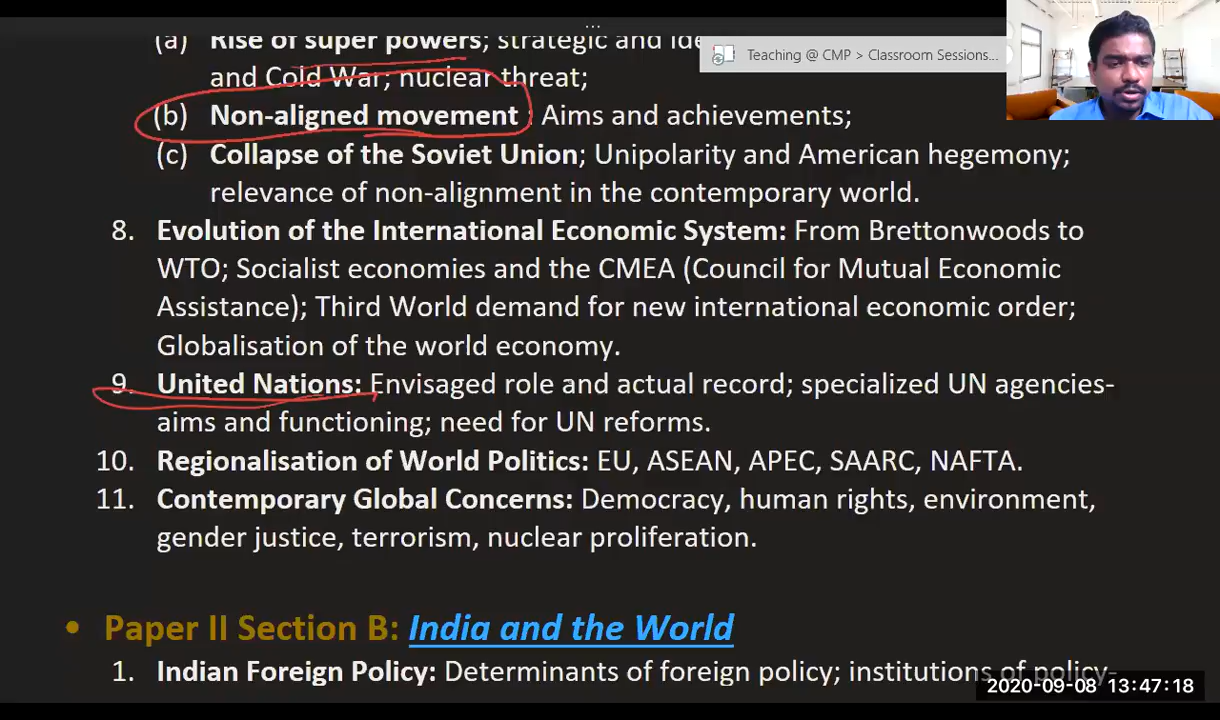 (a) Rise of super powers; strategic and
Teaching @ CMP > Classroom Sessions...
and Cold War; nuclear threat;
(b) Non-aligned movement : Aims and achievements;
(c) Collapse of the Soviet Union; Unipolarity and American hegemony;
relevance of non-alignment in the contemporary world.
8. Evolution of the International Economic System: From Brettonwoods to
WTO; Socialist economies and the CMEA (Council for Mutual Economic
Assistance); Third World demand for new international economic order;
Globalisation of the world economy.
9. United Nations: Envisaged role and actual record; specialized UN agencies-
aims and functioning; need for UN reforms.
10. Regionalisation of World Politics: EU, ASEAN, APEC, SAARC, NAFTA.
11. Contemporary Global Concerns: Democracy, human rights, environment,
gender justice, terrorism, nuclear proliferation.
• Paper II Section B: India and the World
1. Indian Foreign Policy: Determinants of foreign policy; institutions of policy-
2020-09-08 13:47:18